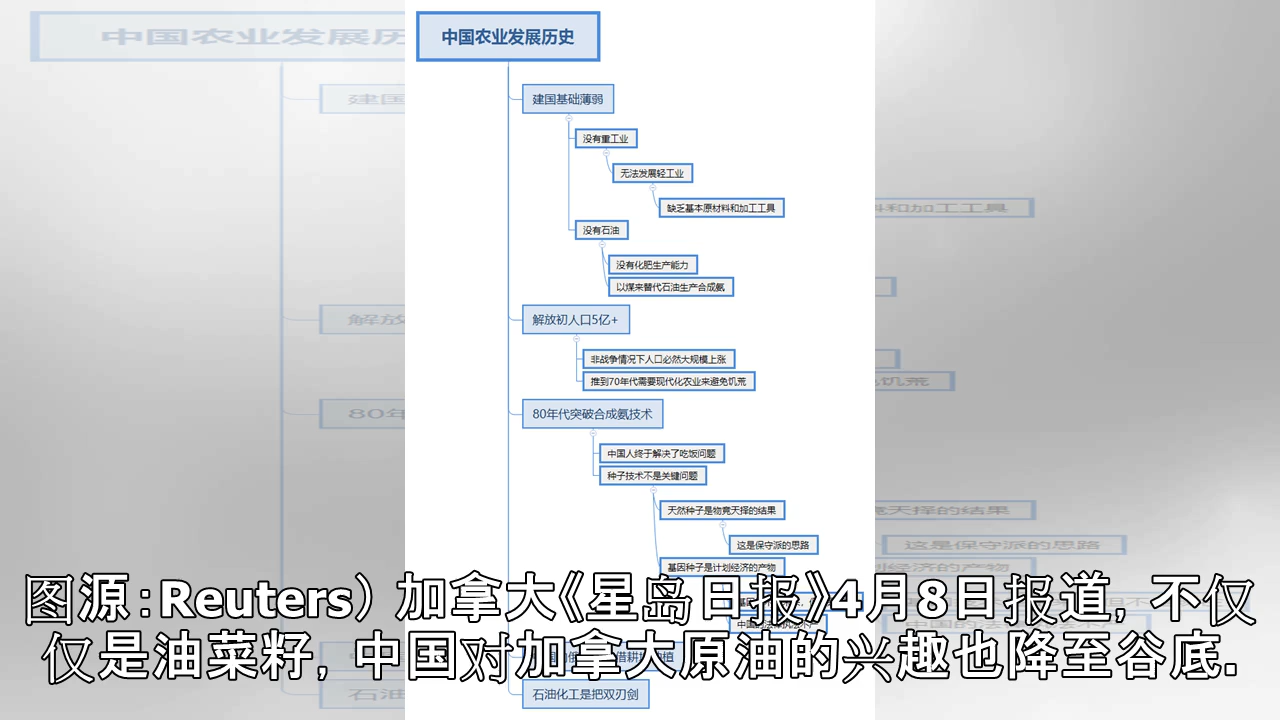 中国农业发展历史
建国基础薄弱
没有重工业
无法发展轻工业
缺乏基本原材料和加工工具
没有石油
没有化肥生产能力
以煤来替代石油生产合成氨
解放初人口5亿+
非战争情况下人口必然大规模上涨
推到70年代需要现代化农业来避免饥荒
80年代突破合成氨技术
中国人终于解决了吃饭问题
种子技术不是关键问题
天然种子是物竞天择的结果
这是保守派的思路
基因种子是计划经济的产物
图源:Reuters) 加拿大《星岛日报》4月8日报道, 不仅
仅是油菜籽, 中国对加拿大原油的兴趣也降至谷底.
石油化工是把双刃剑